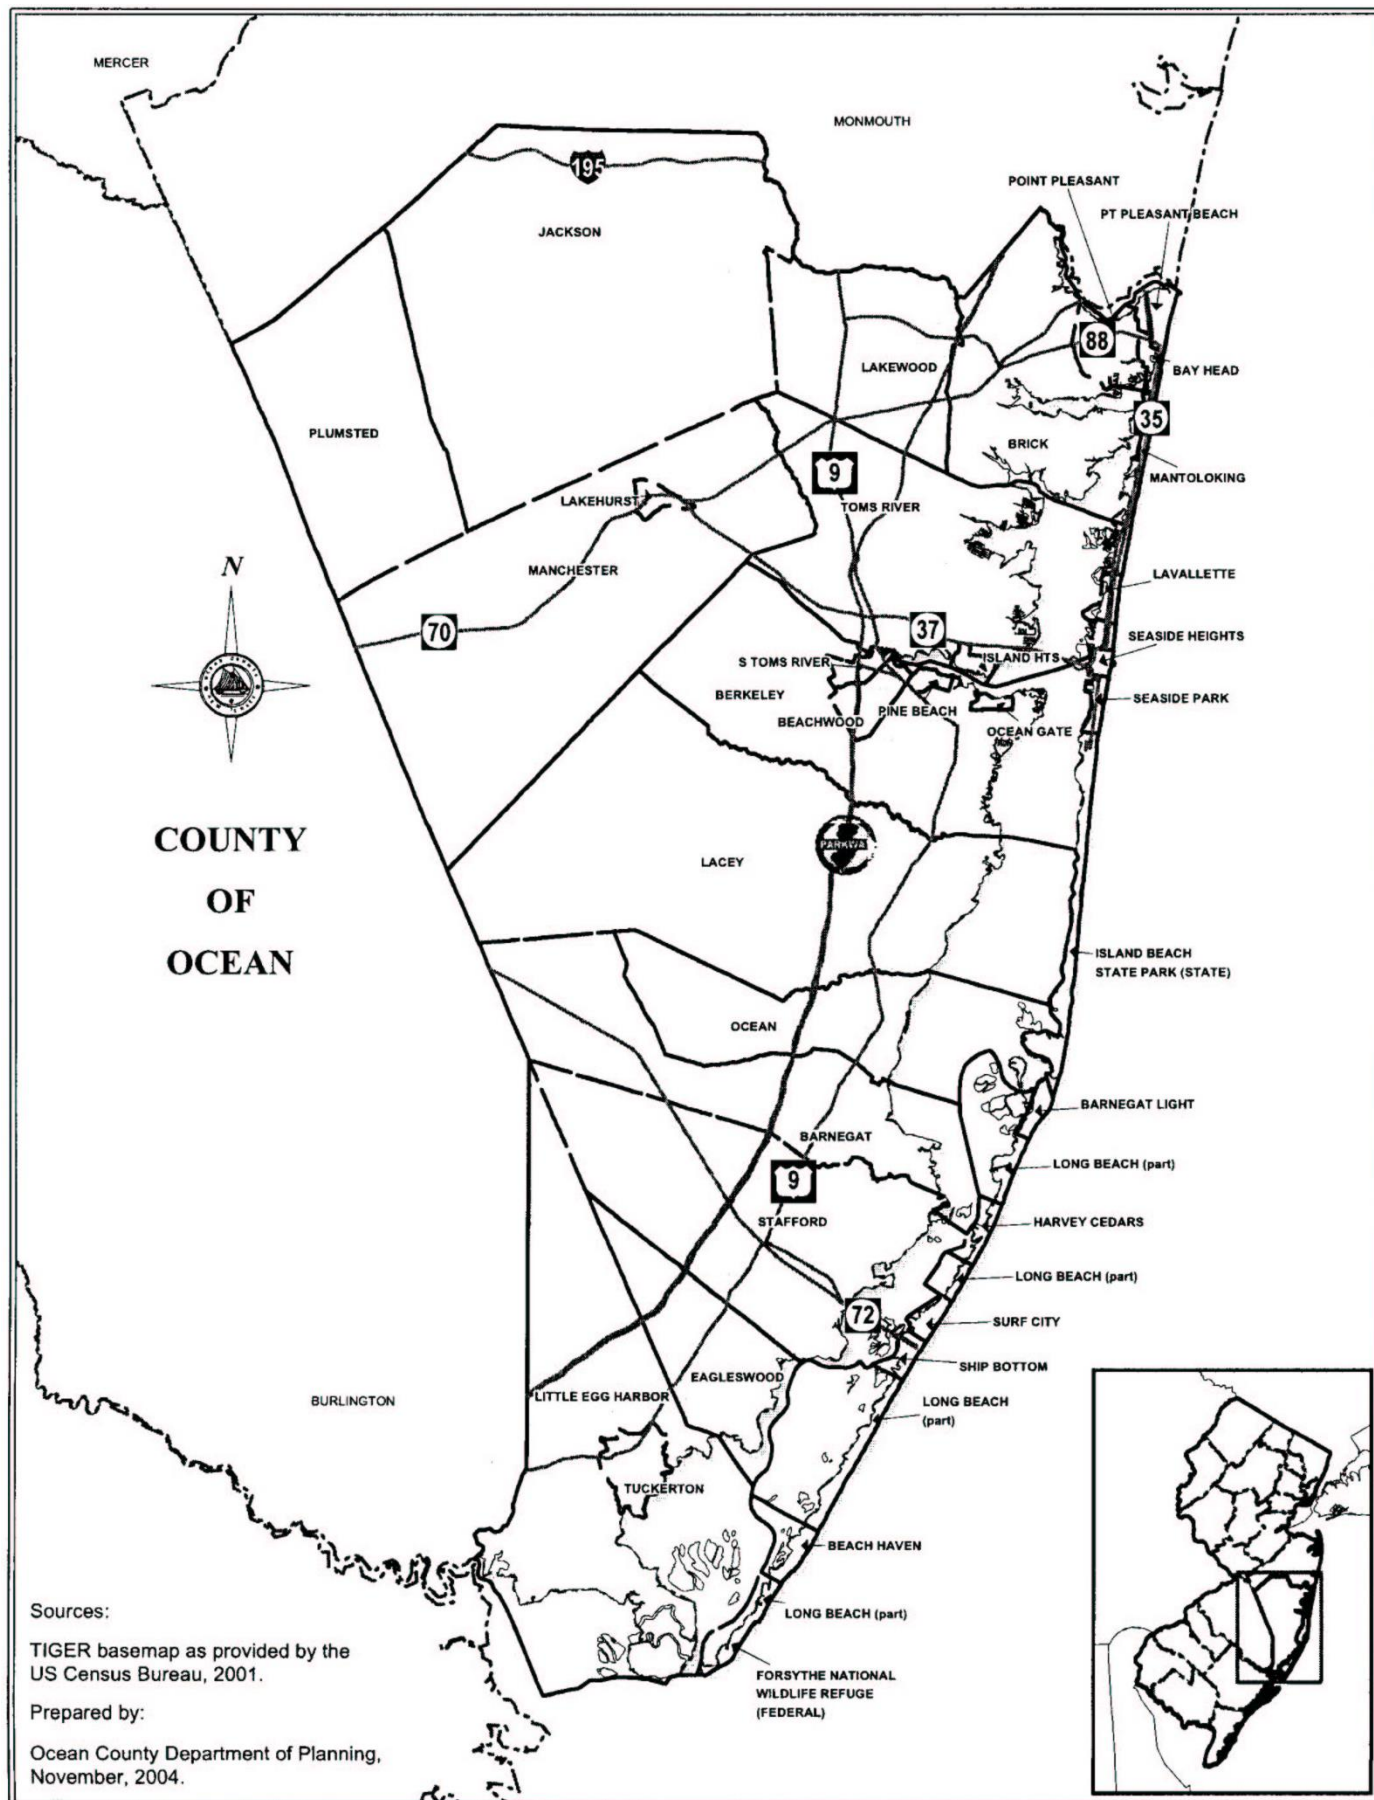 MERCER
MONMOUTH
195
POINT PLEASANT
PT PLEASANT BEACH
JACKSON
88
LAKEWOOD
BAY HEAD
35
PLUMSTED
BRICK
9
MANTOLOKING
LAKEHURST
TOMS RIVER
N
MANCHESTER
LAVALLETTE
70
37
SEASIDE HEIGHTS
S TOMS RIVER
ISLAND HTS
BERKELEY
SEASIDE PARK
BEACHWOOD
PINE BEACH
OCEAN GATE
COUNTY
OF
OCEAN
PARKWA
LACEY
ISLAND BEACH
STATE PARK (STATE)
OCEAN
BARNEGAT LIGHT
BARNEGAT
LONG BEACH (part)
9
STAFFORD
HARVEY CEDARS
LONG BEACH (part)
72
SURF CITY
SHIP BOTTOM
EAGLESWOOD
BURLINGTON
LITTLE EGG HARBOR
LONG BEACH
(part)
TUCKERTON
BEACH HAVEN
LONG BEACH (part)
FORSYTHE NATIONAL
WILDLIFE REFUGE
(FEDERAL)
Sources:
TIGER basemap as provided by the
US Census Bureau, 2001.
Prepared by:
Ocean County Department of Planning,
November, 2004.